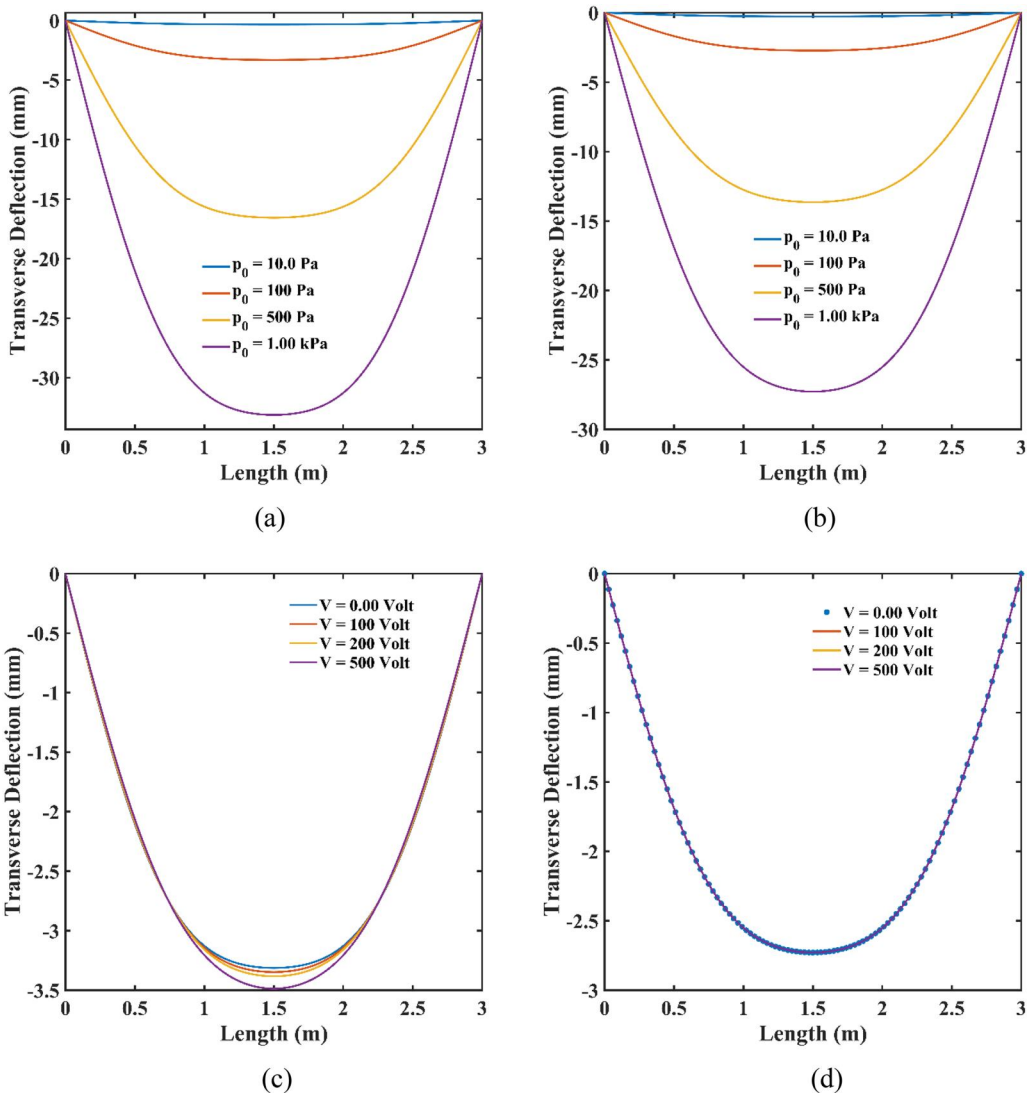 0
-5
-10
-15
-20
-25
-30
Transverse Deflection (mm)
p0 = 10.0 Pa
p0 = 100 Pa
p0 = 500 Pa
p0 = 1.00 kPa
0 0.5 1 1.5 2 2.5 3
Length (m)
(a)
0
-5
-10
-15
-20
-25
-30
Transverse Deflection (mm)
p0 = 10.0 Pa
p0 = 100 Pa
p0 = 500 Pa
p0 = 1.00 kPa
0 0.5 1 1.5 2 2.5 3
Length (m)
(b)
0
-0.5
-1
-1.5
-2
-2.5
-3
-3.5
Transverse Deflection (mm)
V = 0.00 Volt
V = 100 Volt
V = 200 Volt
V = 500 Volt
0 0.5 1 1.5 2 2.5 3
Length (m)
(c)
0
-0.5
-1
-1.5
-2
-2.5
-3
Transverse Deflection (mm)
V = 0.00 Volt
V = 100 Volt
V = 200 Volt
V = 500 Volt
0 0.5 1 1.5 2 2.5 3
Length (m)
(d)